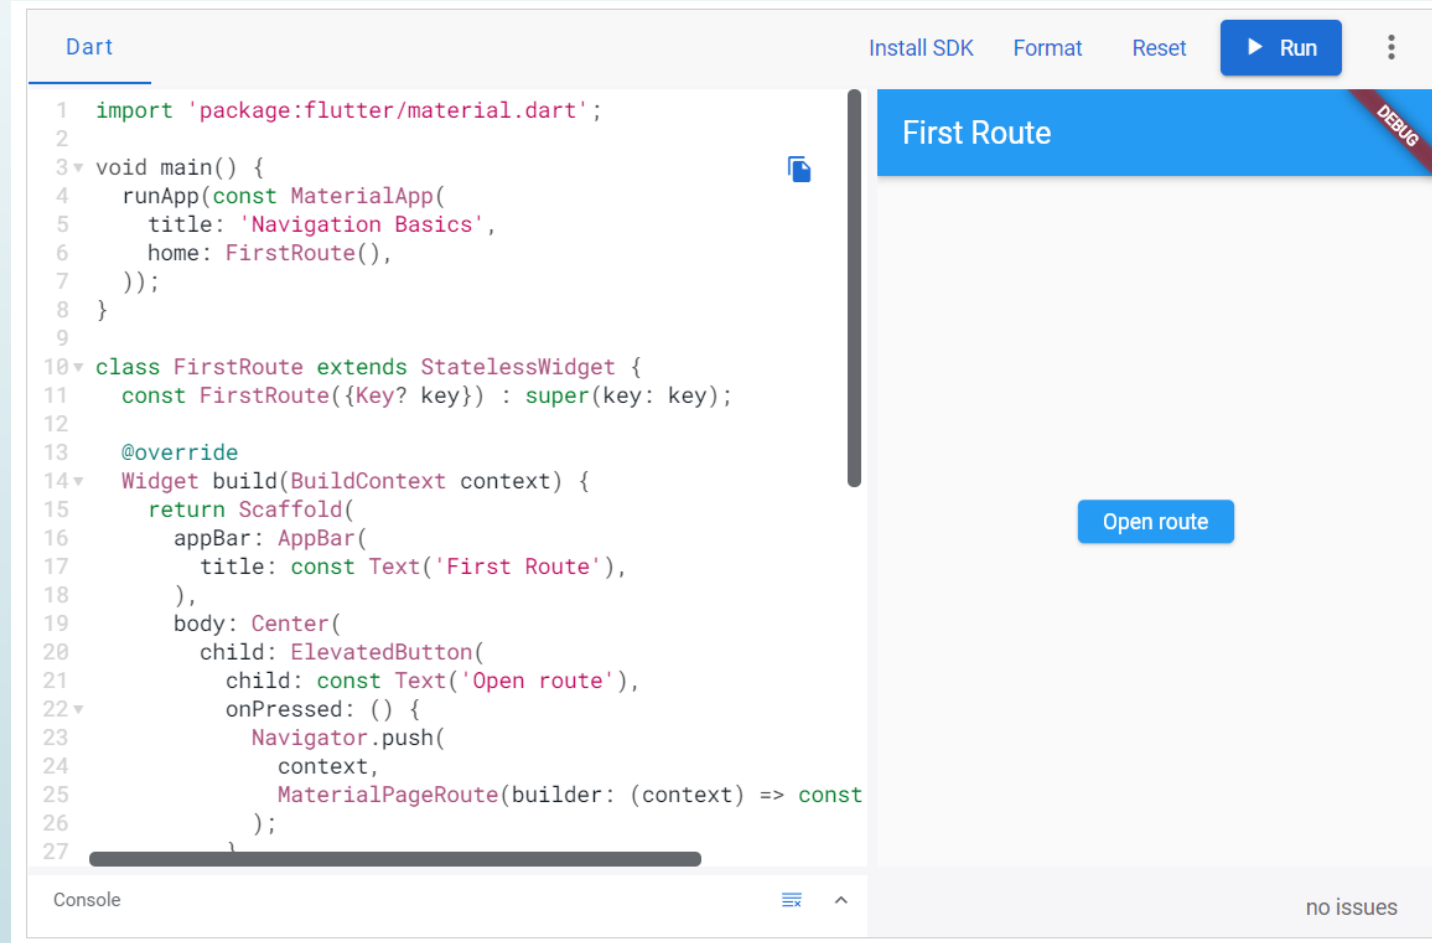 Dart
Install SDK
Format
Reset
Run
1 import 'package:flutter/material.dart';
2
3 void main() {
4   runApp(const MaterialApp(
5     title: 'Navigation Basics',
6     home: FirstRoute(),
7   ));
8 }
9
10 class FirstRoute extends StatelessWidget {
11   const FirstRoute({Key? key}) : super(key: key);
12
13   @override
14   Widget build(BuildContext context) {
15     return Scaffold(
16       appBar: AppBar(
17         title: const Text('First Route'),
18       ),
19       body: Center(
20         child: ElevatedButton(
21           child: const Text('Open route'),
22           onPressed: () {
23             Navigator.push(
24               context,
25               MaterialPageRoute(builder: (context) => const
26             );
27           }
Console
First Route
DEBUG
Open route
no issues